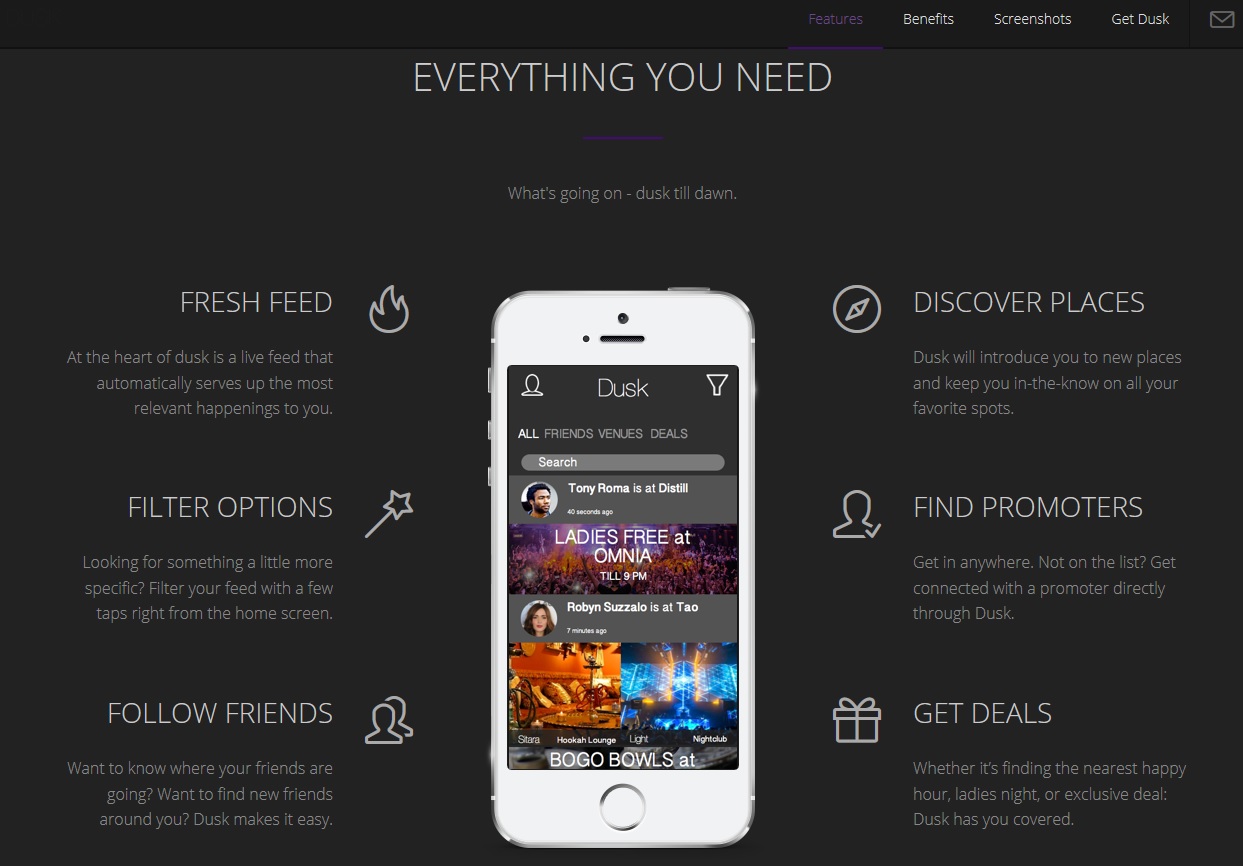 Features
Benefits
Screenshots
Get Dusk
EVERYTHING YOU NEED
What's going on - dusk till dawn.
FRESH FEED
At the heart of dusk is a live feed that
automatically serves up the most
relevant happenings to you.
FILTER OPTIONS
Looking for something a little more
specific? Filter your feed with a few
taps right from the home screen.
FOLLOW FRIENDS
Want to know where your friends are
going? Want to find new friends
around you? Dusk makes it easy.
Dusk
ALL FRIENDS VENUES DEALS
Search
Tony Roma is at Distill
40 seconds ago
LADIES FREE at
OMNIA
TILL 9 PM
Robyn Suzzalo is at Tao
7 minutes ago
Sitara Hookah Lounge
Light Nightclub
BOGO BOWLS at
DISCOVER PLACES
Dusk will introduce you to new places
and keep you in-the-know on all your
favorite spots.
FIND PROMOTERS
Get in anywhere. Not on the list? Get
connected with a promoter directly
through Dusk.
GET DEALS
Whether it’s finding the nearest happy
hour, ladies night, or exclusive deal:
Dusk has you covered.